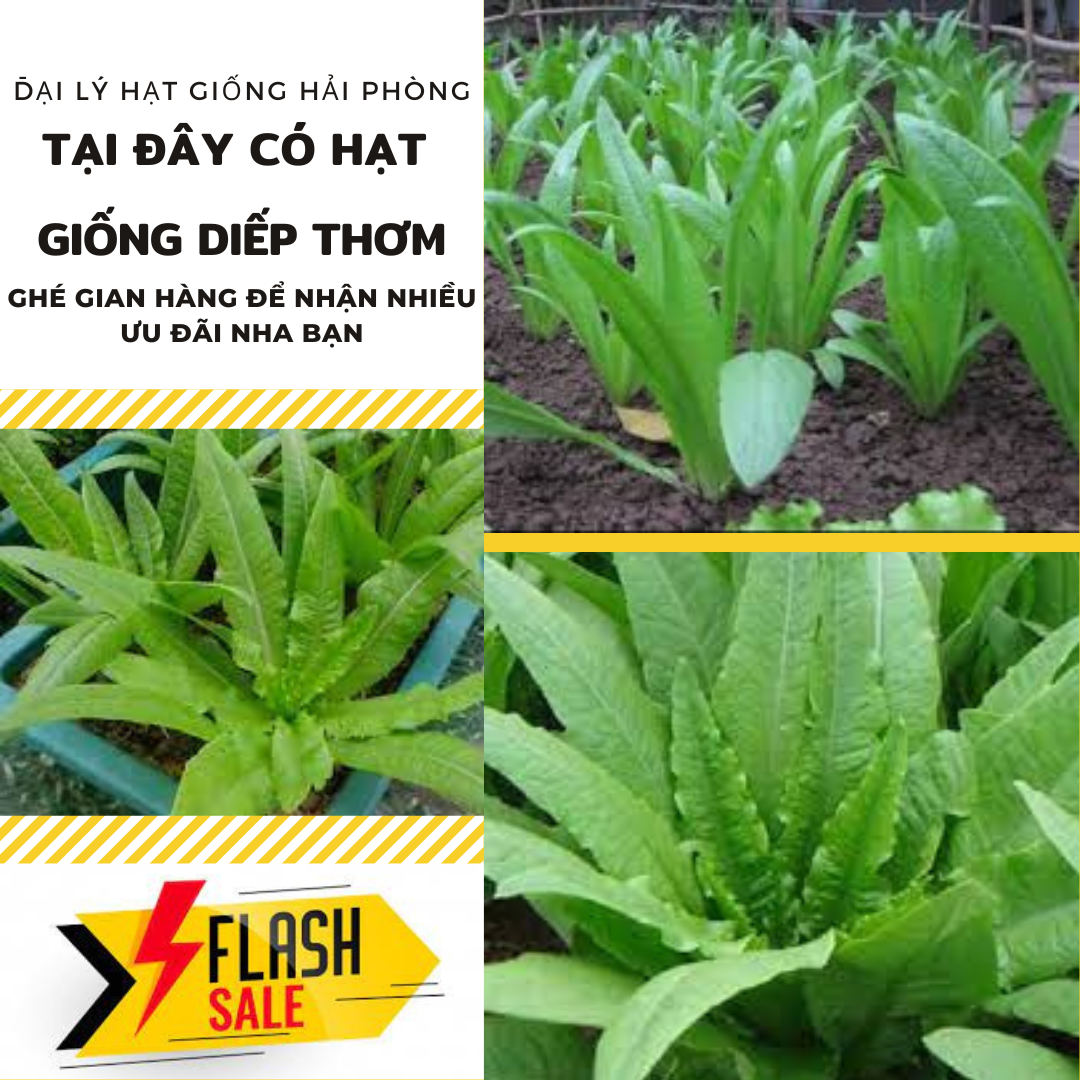 ĐẠI LÝ HẠT GIỐNG HẢI PHÒNG
TẠI ĐÂY CÓ HẠT
GIỐNG DIẾP THƠM
GHÉ GIAN HÀNG ĐỂ NHẬN NHIỀU
ƯU ĐÃI NHA BẠN
FLASH
SALE